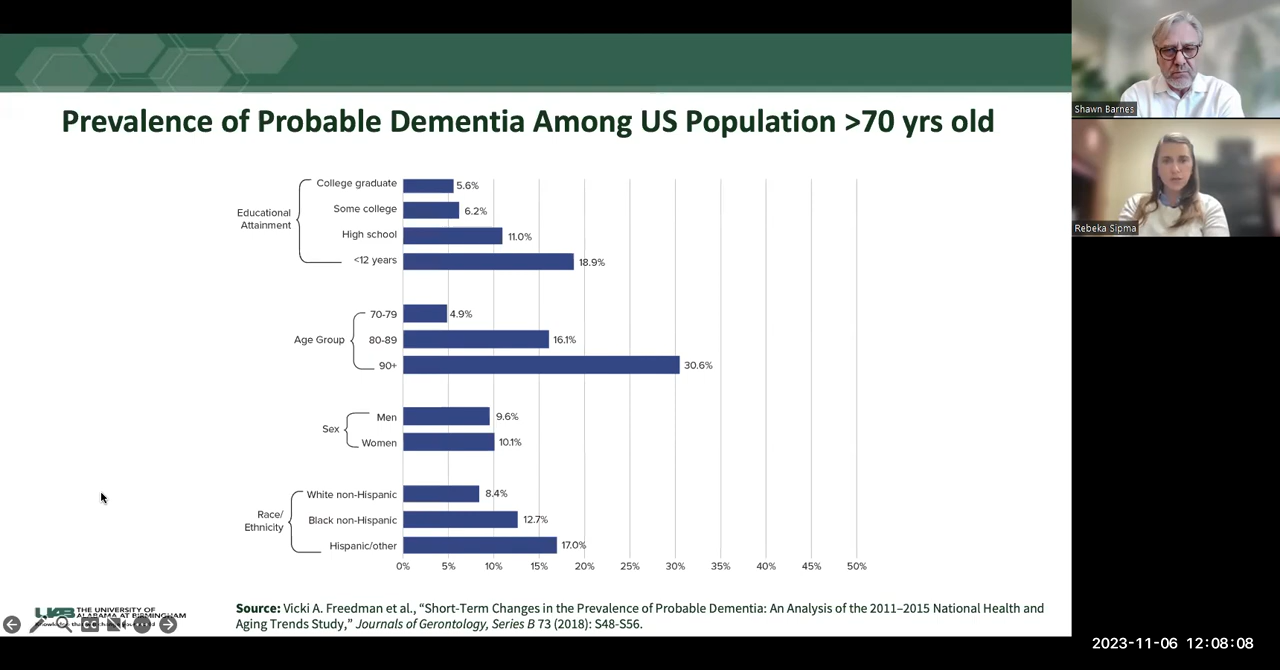 Prevalence of Probable Dementia Among US Population >70 yrs old
Educational
Attainment
College graduate 5.6%
Some college 6.2%
High school 11.0%
<12 years 18.9%
Age Group
70-79 4.9%
80-89 16.1%
90+ 30.6%
Sex
Men 9.6%
Women 10.1%
Race/
Ethnicity
White non-Hispanic 8.4%
Black non-Hispanic 12.7%
Hispanic/other 17.0%
0% 5% 10% 15% 20% 25% 30% 35% 40% 45% 50%
Source: Vicki A. Freedman et al., “Short-Term Changes in the Prevalence of Probable Dementia: An Analysis of the 2011–2015 National Health and
Aging Trends Study,” Journals of Gerontology, Series B 73 (2018): S48-S56.
UAB THE UNIVERSITY OF
ALABAMA AT BIRMINGHAM
Shawn Barnes
Rebeka Sipma
2023-11-06 12:08:08